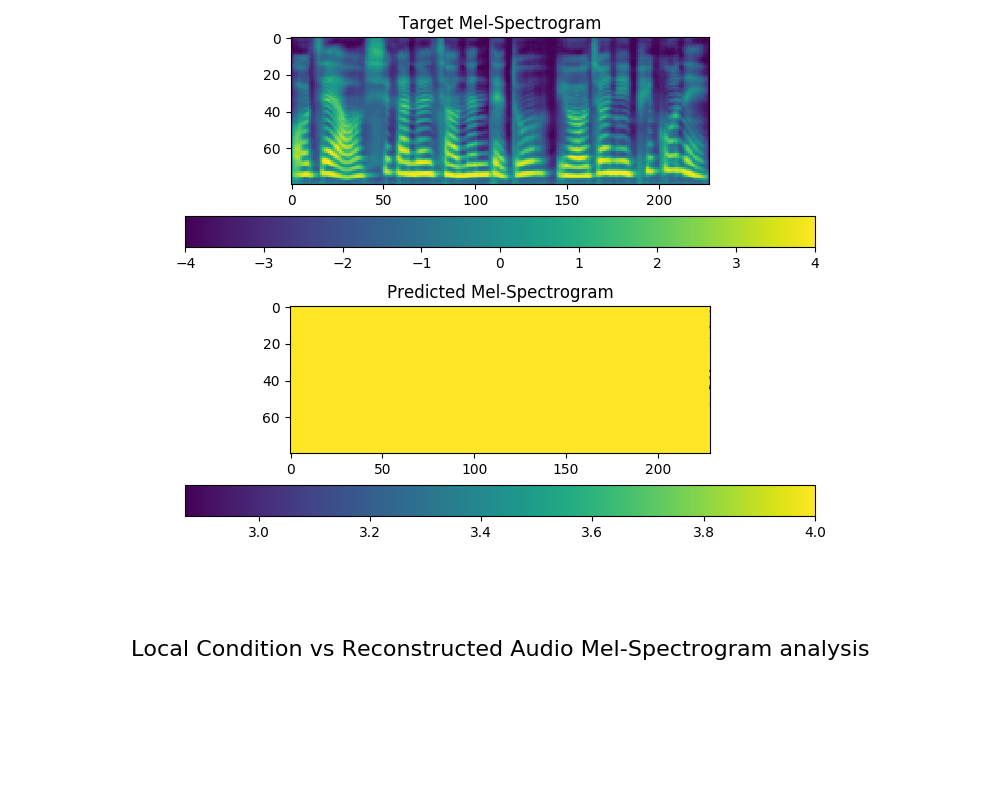 Target Mel-Spectrogram
0
20
40
60
0 50 100 150 200
−4 −3 −2 −1 0 1 2 3 4
Predicted Mel-Spectrogram
0
20
40
60
0 50 100 150 200
3.0 3.2 3.4 3.6 3.8 4.0
Local Condition vs Reconstructed Audio Mel-Spectrogram analysis